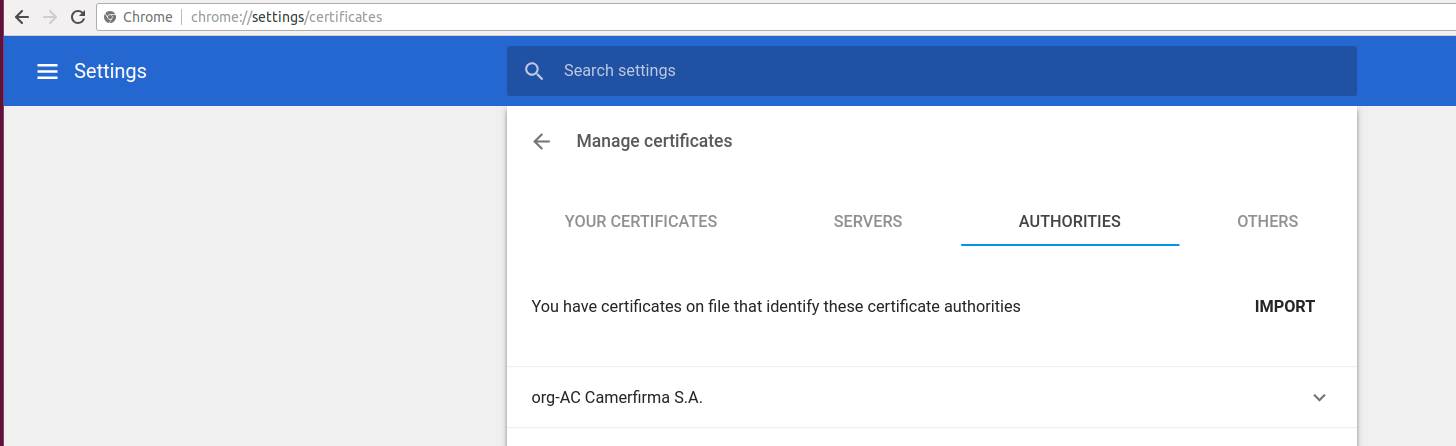 Chrome chrome://settings/certificates
Settings Search settings
Manage certificates
YOUR CERTIFICATES SERVERS AUTHORITIES OTHERS
You have certificates on file that identify these certificate authorities IMPORT
org-AC Camerfirma S.A.